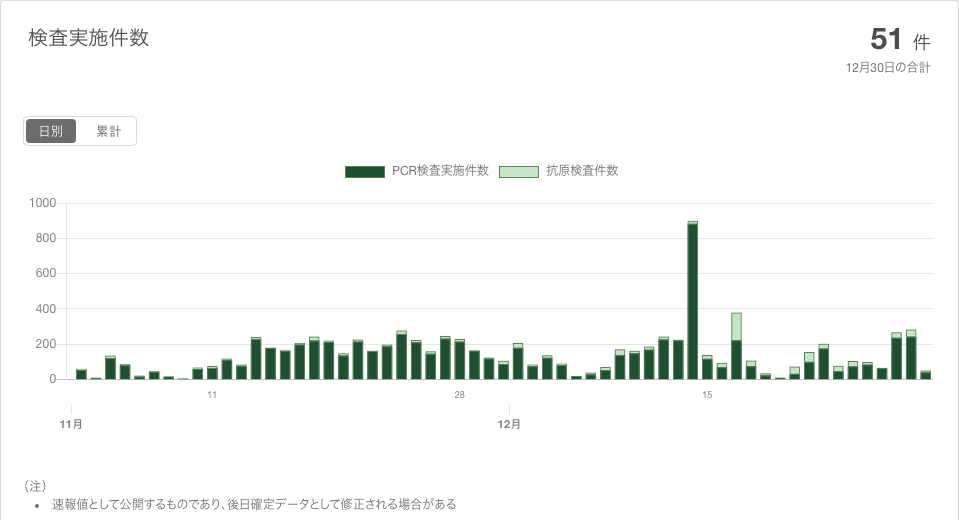 検査実施件数
51 件
12月30日の合計
日別 累計
PCR検査実施件数 抗原検査件数
1000
800
600
400
200
0
11 28 15
11月 12月
（注）
• 速報値として公開するものであり、後日確定データとして修正される場合がある